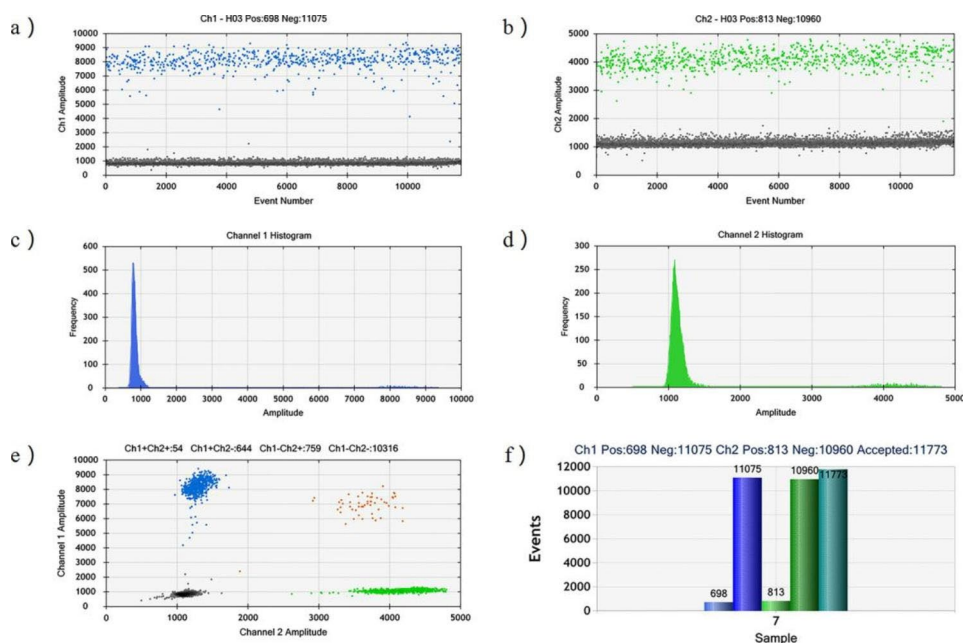 a )
Ch1 - H03 Pos:698 Neg:11075
10000
9000
8000
7000
6000
5000
4000
3000
2000
1000
0
Ch1 Amplitude
0 2000 4000 6000 8000 10000
Event Number
b )
Ch2 - H03 Pos:813 Neg:10960
5000
4000
3000
2000
1000
0
Ch2 Amplitude
0 2000 4000 6000 8000 10000
Event Number
c )
Channel 1 Histogram
600
500
400
300
200
100
0
Frequency
0 1000 2000 3000 4000 5000 6000 7000 8000 9000 10000
Amplitude
d )
Channel 2 Histogram
300
250
200
150
100
50
0
Frequency
0 1000 2000 3000 4000 5000
Amplitude
e )
Ch1+Ch2+:54 Ch1+Ch2-:644 Ch1-Ch2+:759 Ch1-Ch2-:10316
10000
9000
8000
7000
6000
5000
4000
3000
2000
1000
0
Channel 1 Amplitude
0 1000 2000 3000 4000 5000
Channel 2 Amplitude
f )
Ch1 Pos:698 Neg:11075 Ch2 Pos:813 Neg:10960 Accepted:11773
12000
10000
8000
6000
4000
2000
0
Events
698 11075 813 10960 11773
7
Sample